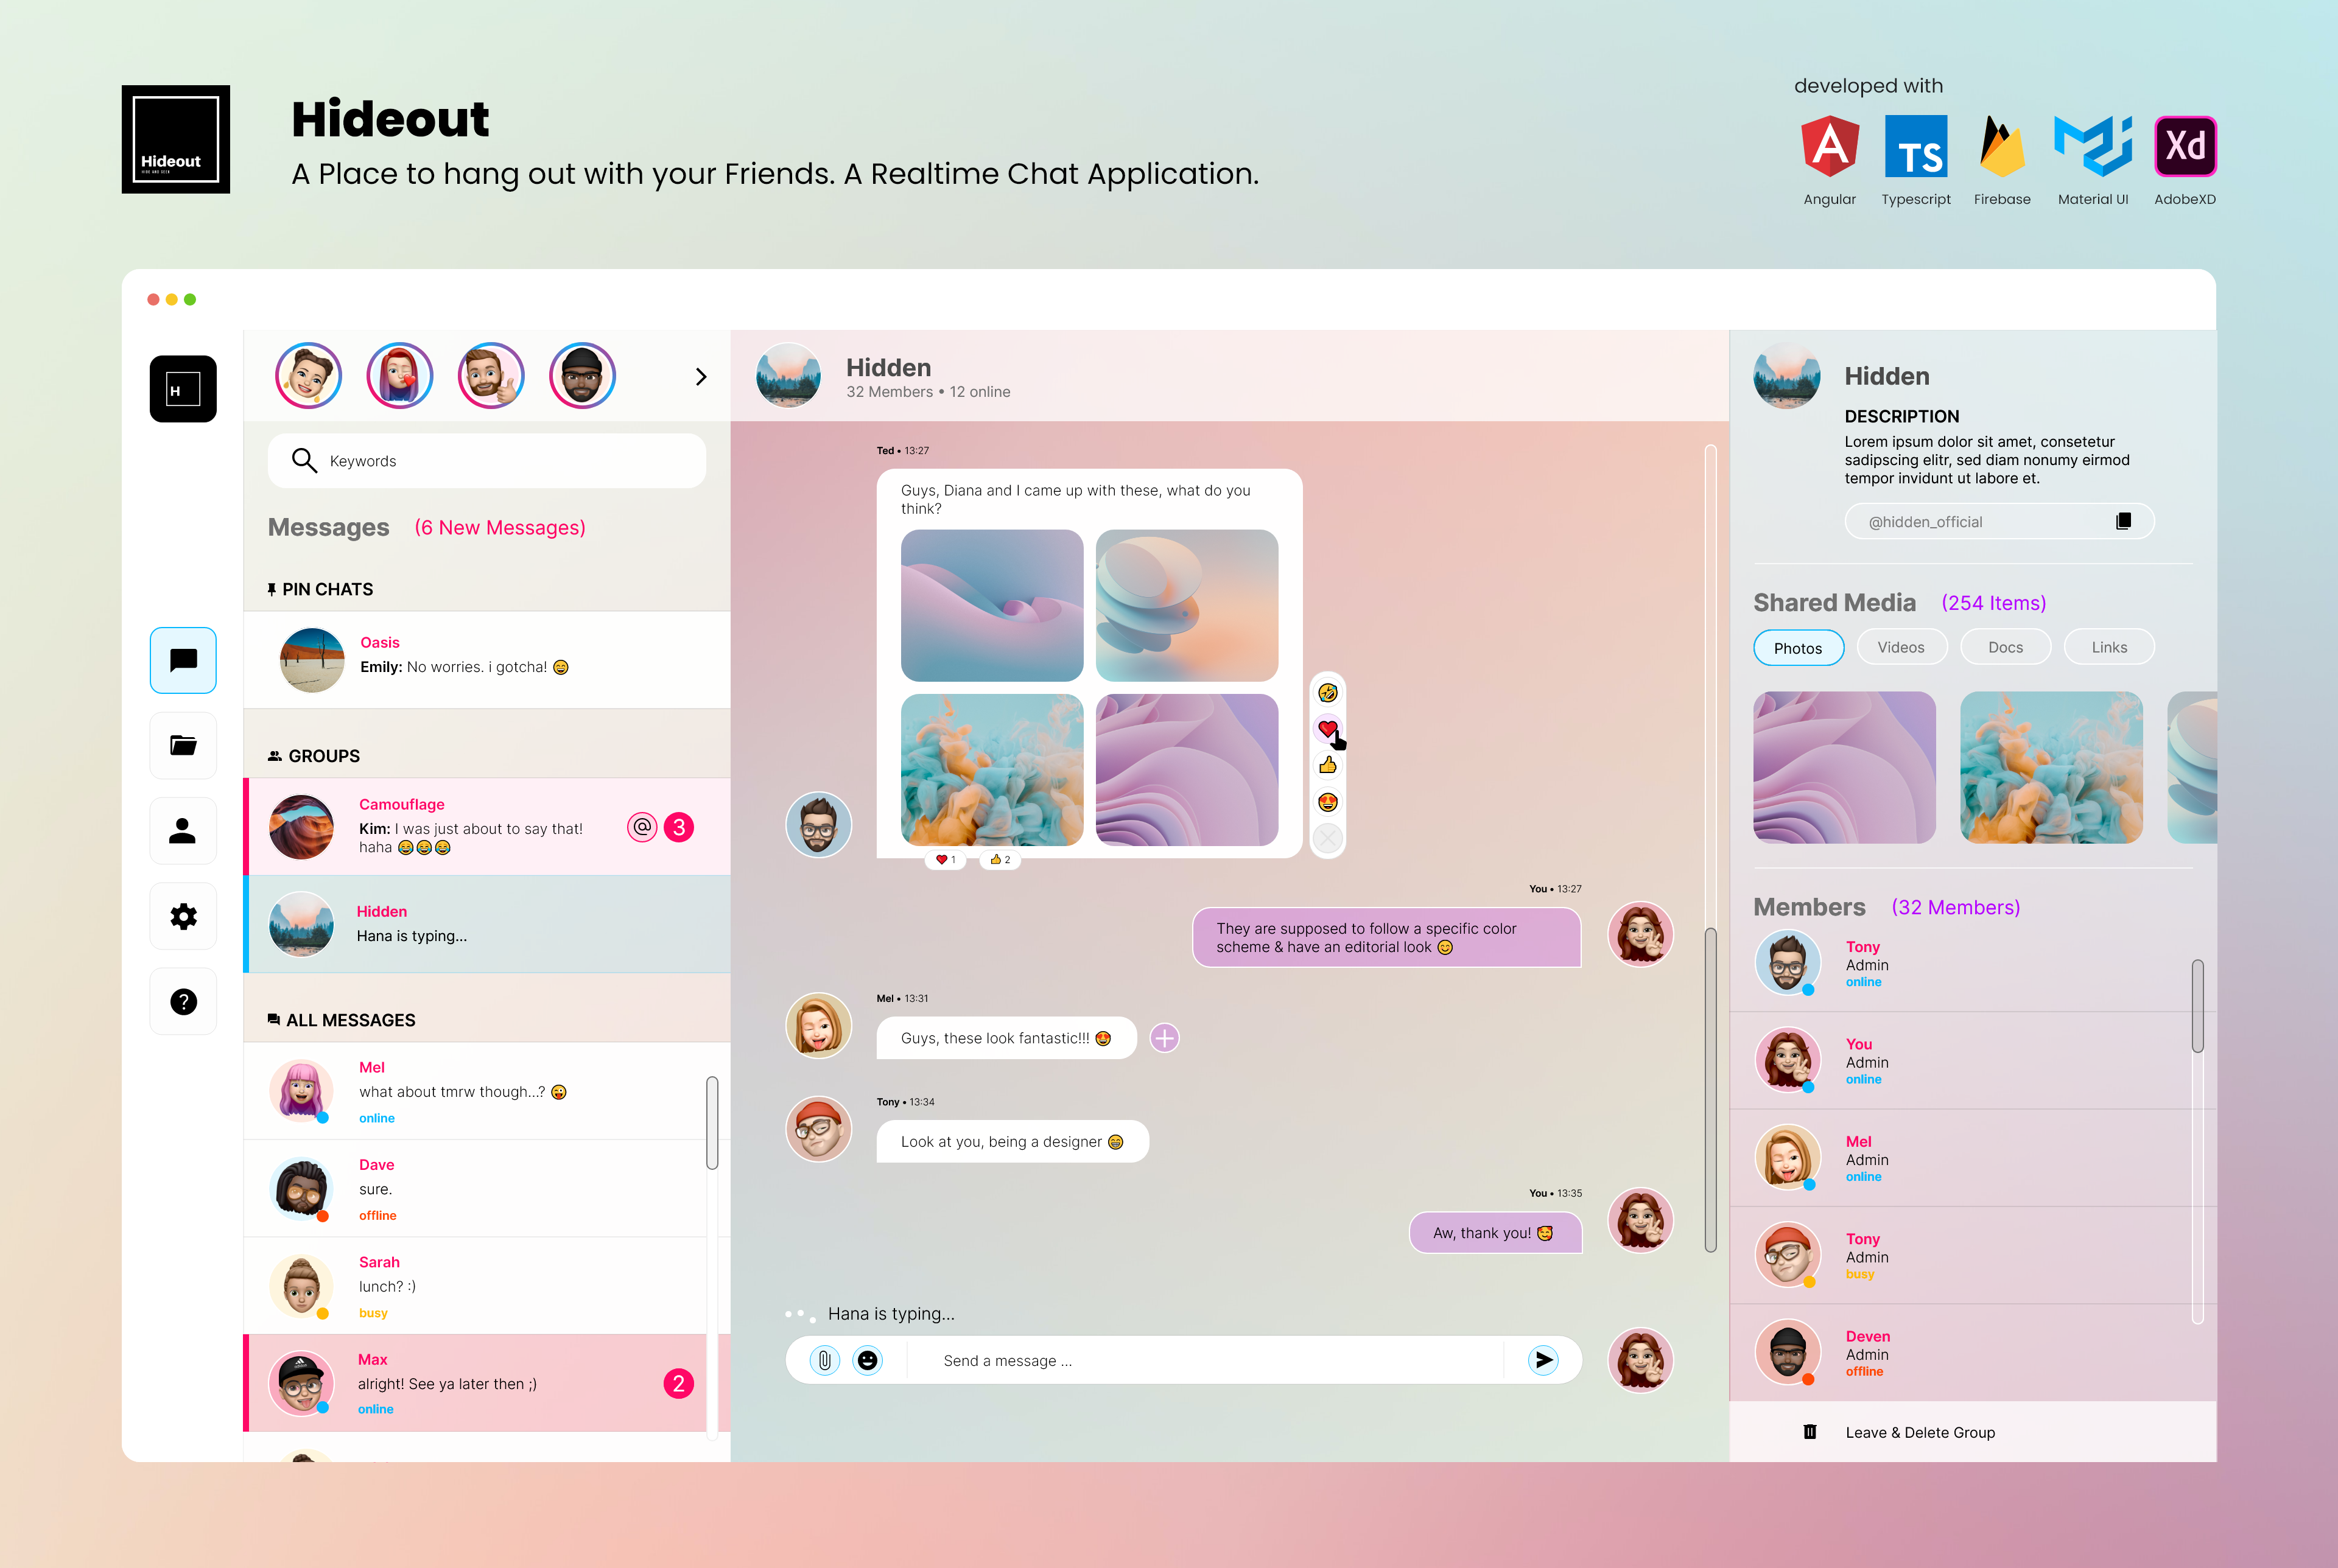 Hideout
HIDE AND SEEK
Hideout
A Place to hang out with your Friends. A Realtime Chat Application.
developed with
A
TS
Xd
Angular
Typescript
Firebase
Material UI
AdobeXD
H
Keywords
Messages (6 New Messages)
PIN CHATS
Oasis
Emily: No worries. i gotcha! 😄
GROUPS
Camouflage
Kim: I was just about to say that!
haha 😂😂😂
@ 3
Hidden
Hana is typing...
ALL MESSAGES
Mel
what about tmrw though...? 😜
online
Dave
sure.
offline
Sarah
lunch? :)
busy
Max
alright! See ya later then ;)
online
2
Hidden
32 Members • 12 online
Ted • 13:27
Guys, Diana and I came up with these, what do you
think?
❤️ 1 👍 2
You • 13:27
They are supposed to follow a specific color
scheme & have an editorial look 😊
Mel • 13:31
Guys, these look fantastic!!! 😍
Tony • 13:34
Look at you, being a designer 😁
You • 13:35
Aw, thank you! 🥰
Hana is typing...
Send a message ...
Hidden
DESCRIPTION
Lorem ipsum dolor sit amet, consetetur
sadipscing elitr, sed diam nonumy eirmod
tempor invidunt ut labore et.
@hidden_official
Shared Media (254 Items)
Photos
Videos
Docs
Links
Members (32 Members)
Tony
Admin
online
You
Admin
online
Mel
Admin
online
Tony
Admin
busy
Deven
Admin
offline
Leave & Delete Group